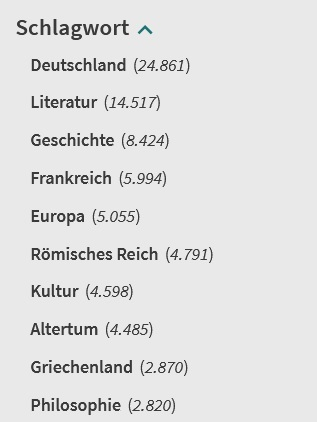 Schlagwort
Deutschland (24.861)
Literatur (14.517)
Geschichte (8.424)
Frankreich (5.994)
Europa (5.055)
Römisches Reich (4.791)
Kultur (4.598)
Altertum (4.485)
Griechenland (2.870)
Philosophie (2.820)